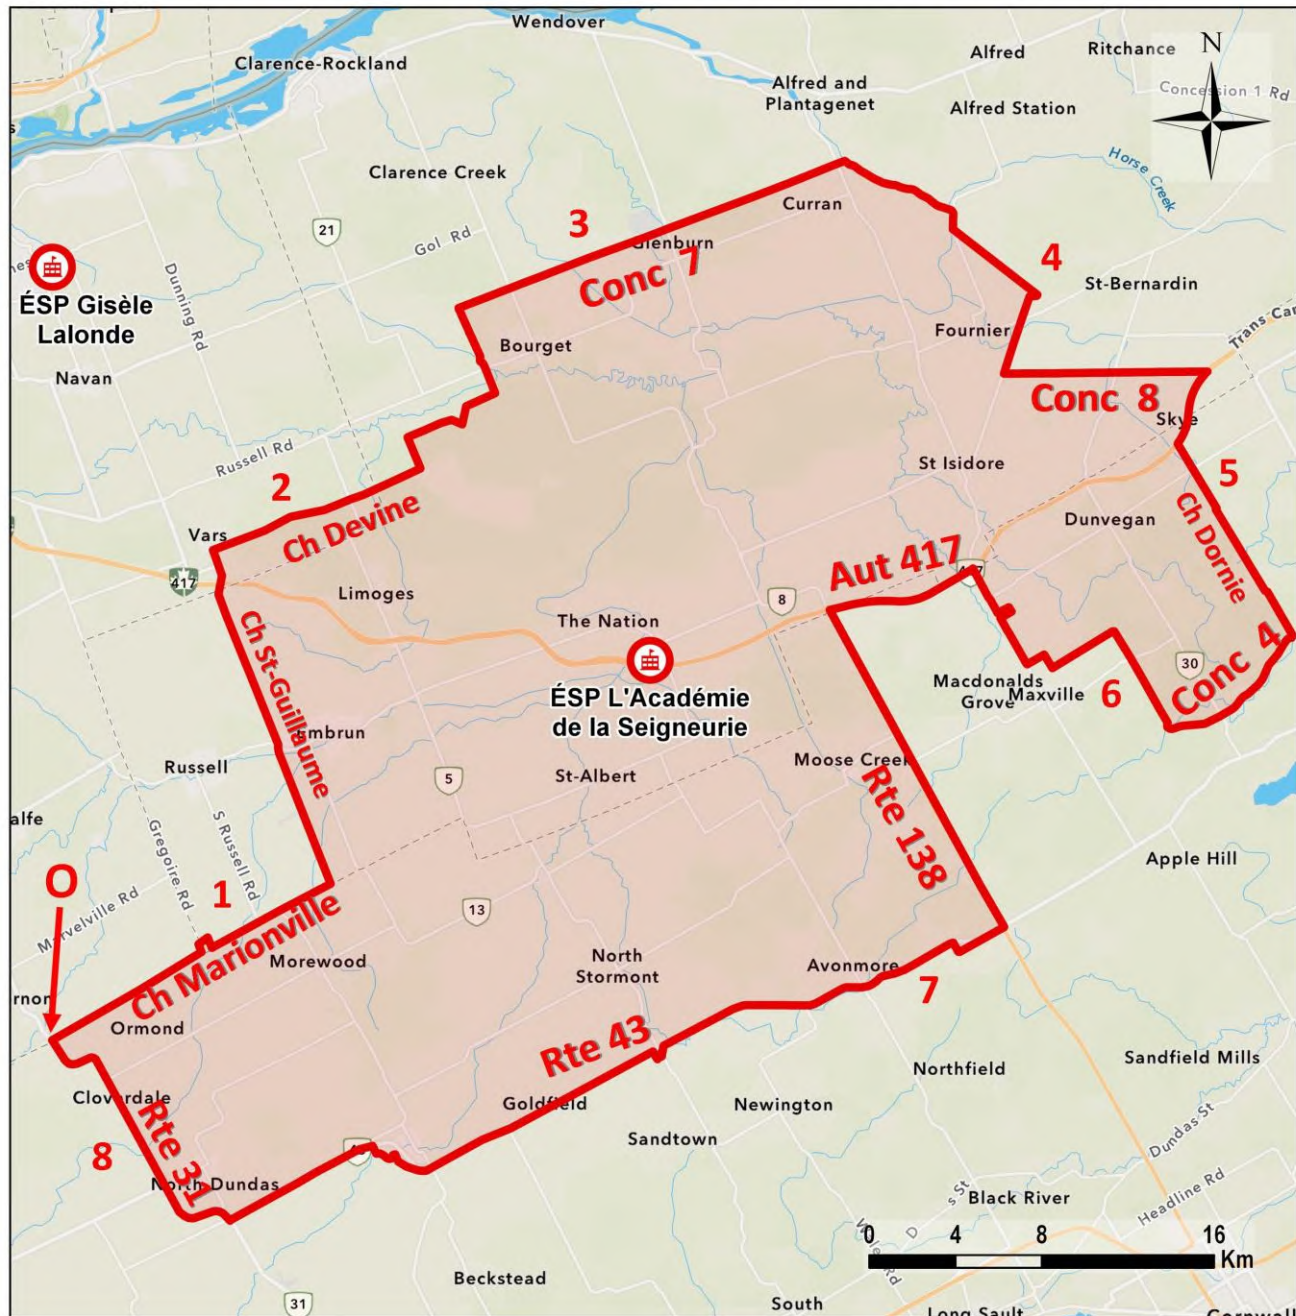 Wendover
Clarence-Rockland
Alfred
Ritchance
N
Alfred and
Plantagenet
Concession 1 Rd
Alfred Station
Clarence Creek
Horse Creek
Curran
21
3
Gol Rd
Glenburn
4
ÉSP Gisèle
Lalonde
Dunning Rd
Conc 7
St-Bernardin
Trans Can
Bourget
Fournier
Navan
Conc 8
Skye
Russell Rd
St Isidore
5
2
Vars
Ch Devine
Dunvegan
Ch Dornie
Aut 417
417
Limoges
8
The Nation
Ch St-Guillaume
Conc 4
30
Macdonalds
Grove
Maxville
6
ÉSP L'Académie
de la Seigneurie
Embrun
Russell
St-Albert
5
Moose Creek
Rte 138
S Russell Rd
Gregoire Rd
O
Marvelville Rd
1
Apple Hill
13
Ch Marionville
Morewood
North
Stormont
Avonmore
7
Ormond
Rte 43
Sandfield Mills
Northfield
Cloverdale
Goldfield
Newington
Rte 31
Sandtown
Dundas St
8
North Dundas
Black River
Headline Rd
0 4 8 16
Km
Beckstead
31
South
Long Sault
Cornwall